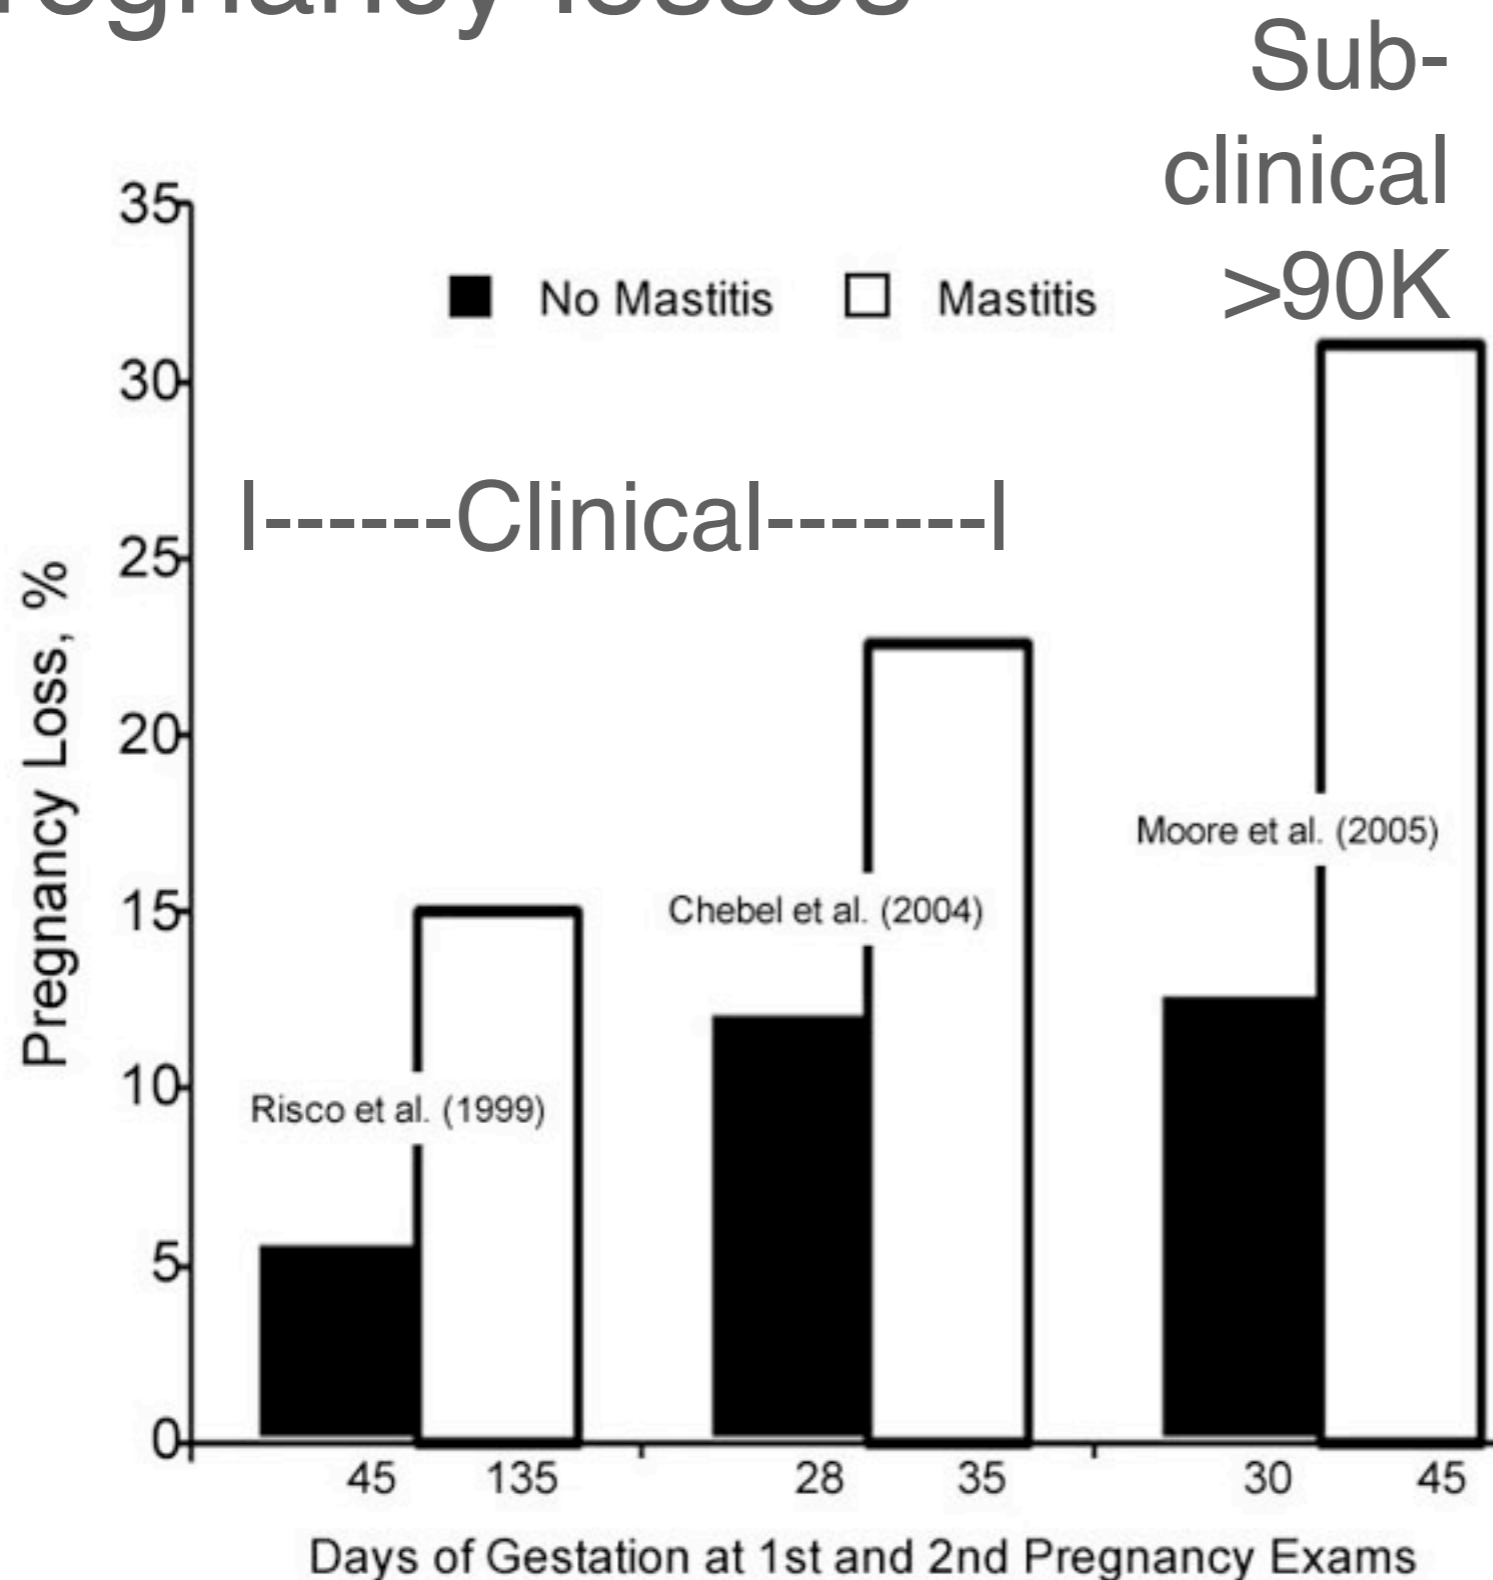 regnancy losses
Sub-
clinical
>90K
35
No Mastitis Mastitis
30
l------Clinical-------l
25
20
15
10
5
0
Pregnancy Loss, %
Moore et al. (2005)
Chebel et al. (2004)
Risco et al. (1999)
45 135 28 35 30 45
Days of Gestation at 1st and 2nd Pregnancy Exams